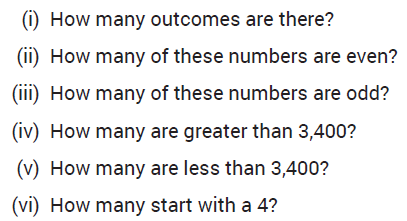 (i) How many outcomes are there?
(ii) How many of these numbers are even?
(iii) How many of these numbers are odd?
(iv) How many are greater than 3,400?
(v) How many are less than 3,400?
(vi) How many start with a 4?